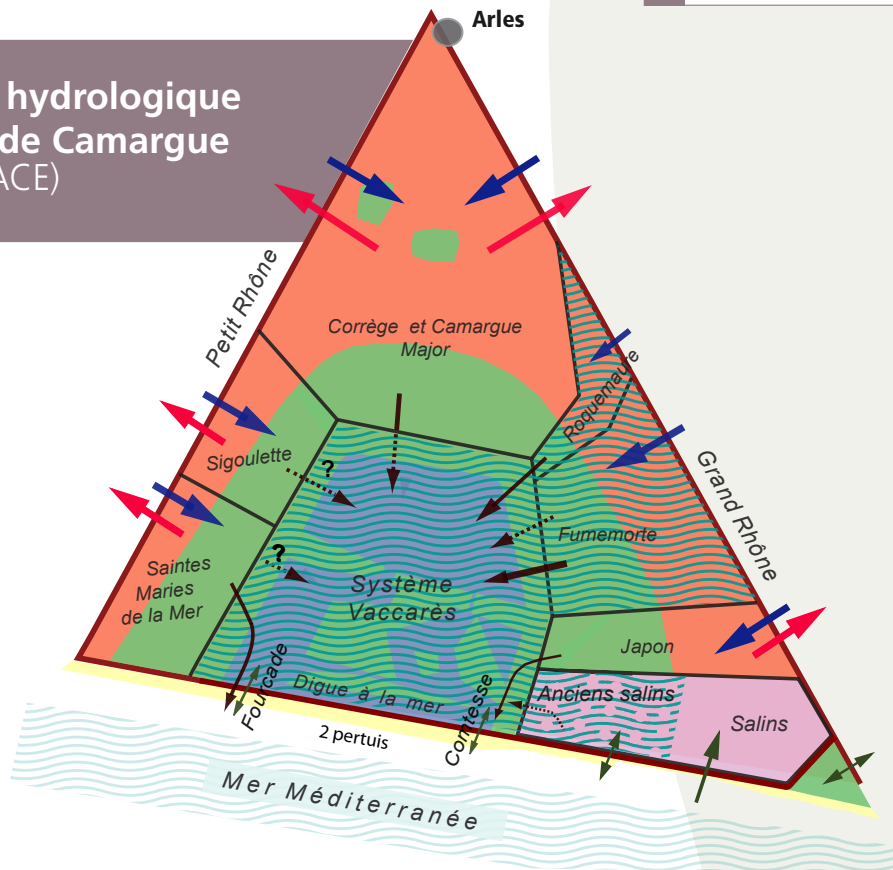 Arles
hydrologique
de Camargue
ACE)
Petit Rhône
Corrège et Camargue
Major
Roquemaure
Grand Rhône
Sigoulette
?
Fumemorte
?
Saintes
Maries
de la Mer
Système
Vaccarès
Japon
Fourcade
Digue à la mer
Comtesse
Anciens salins
Salins
2 pertuis
Mer Méditerranée